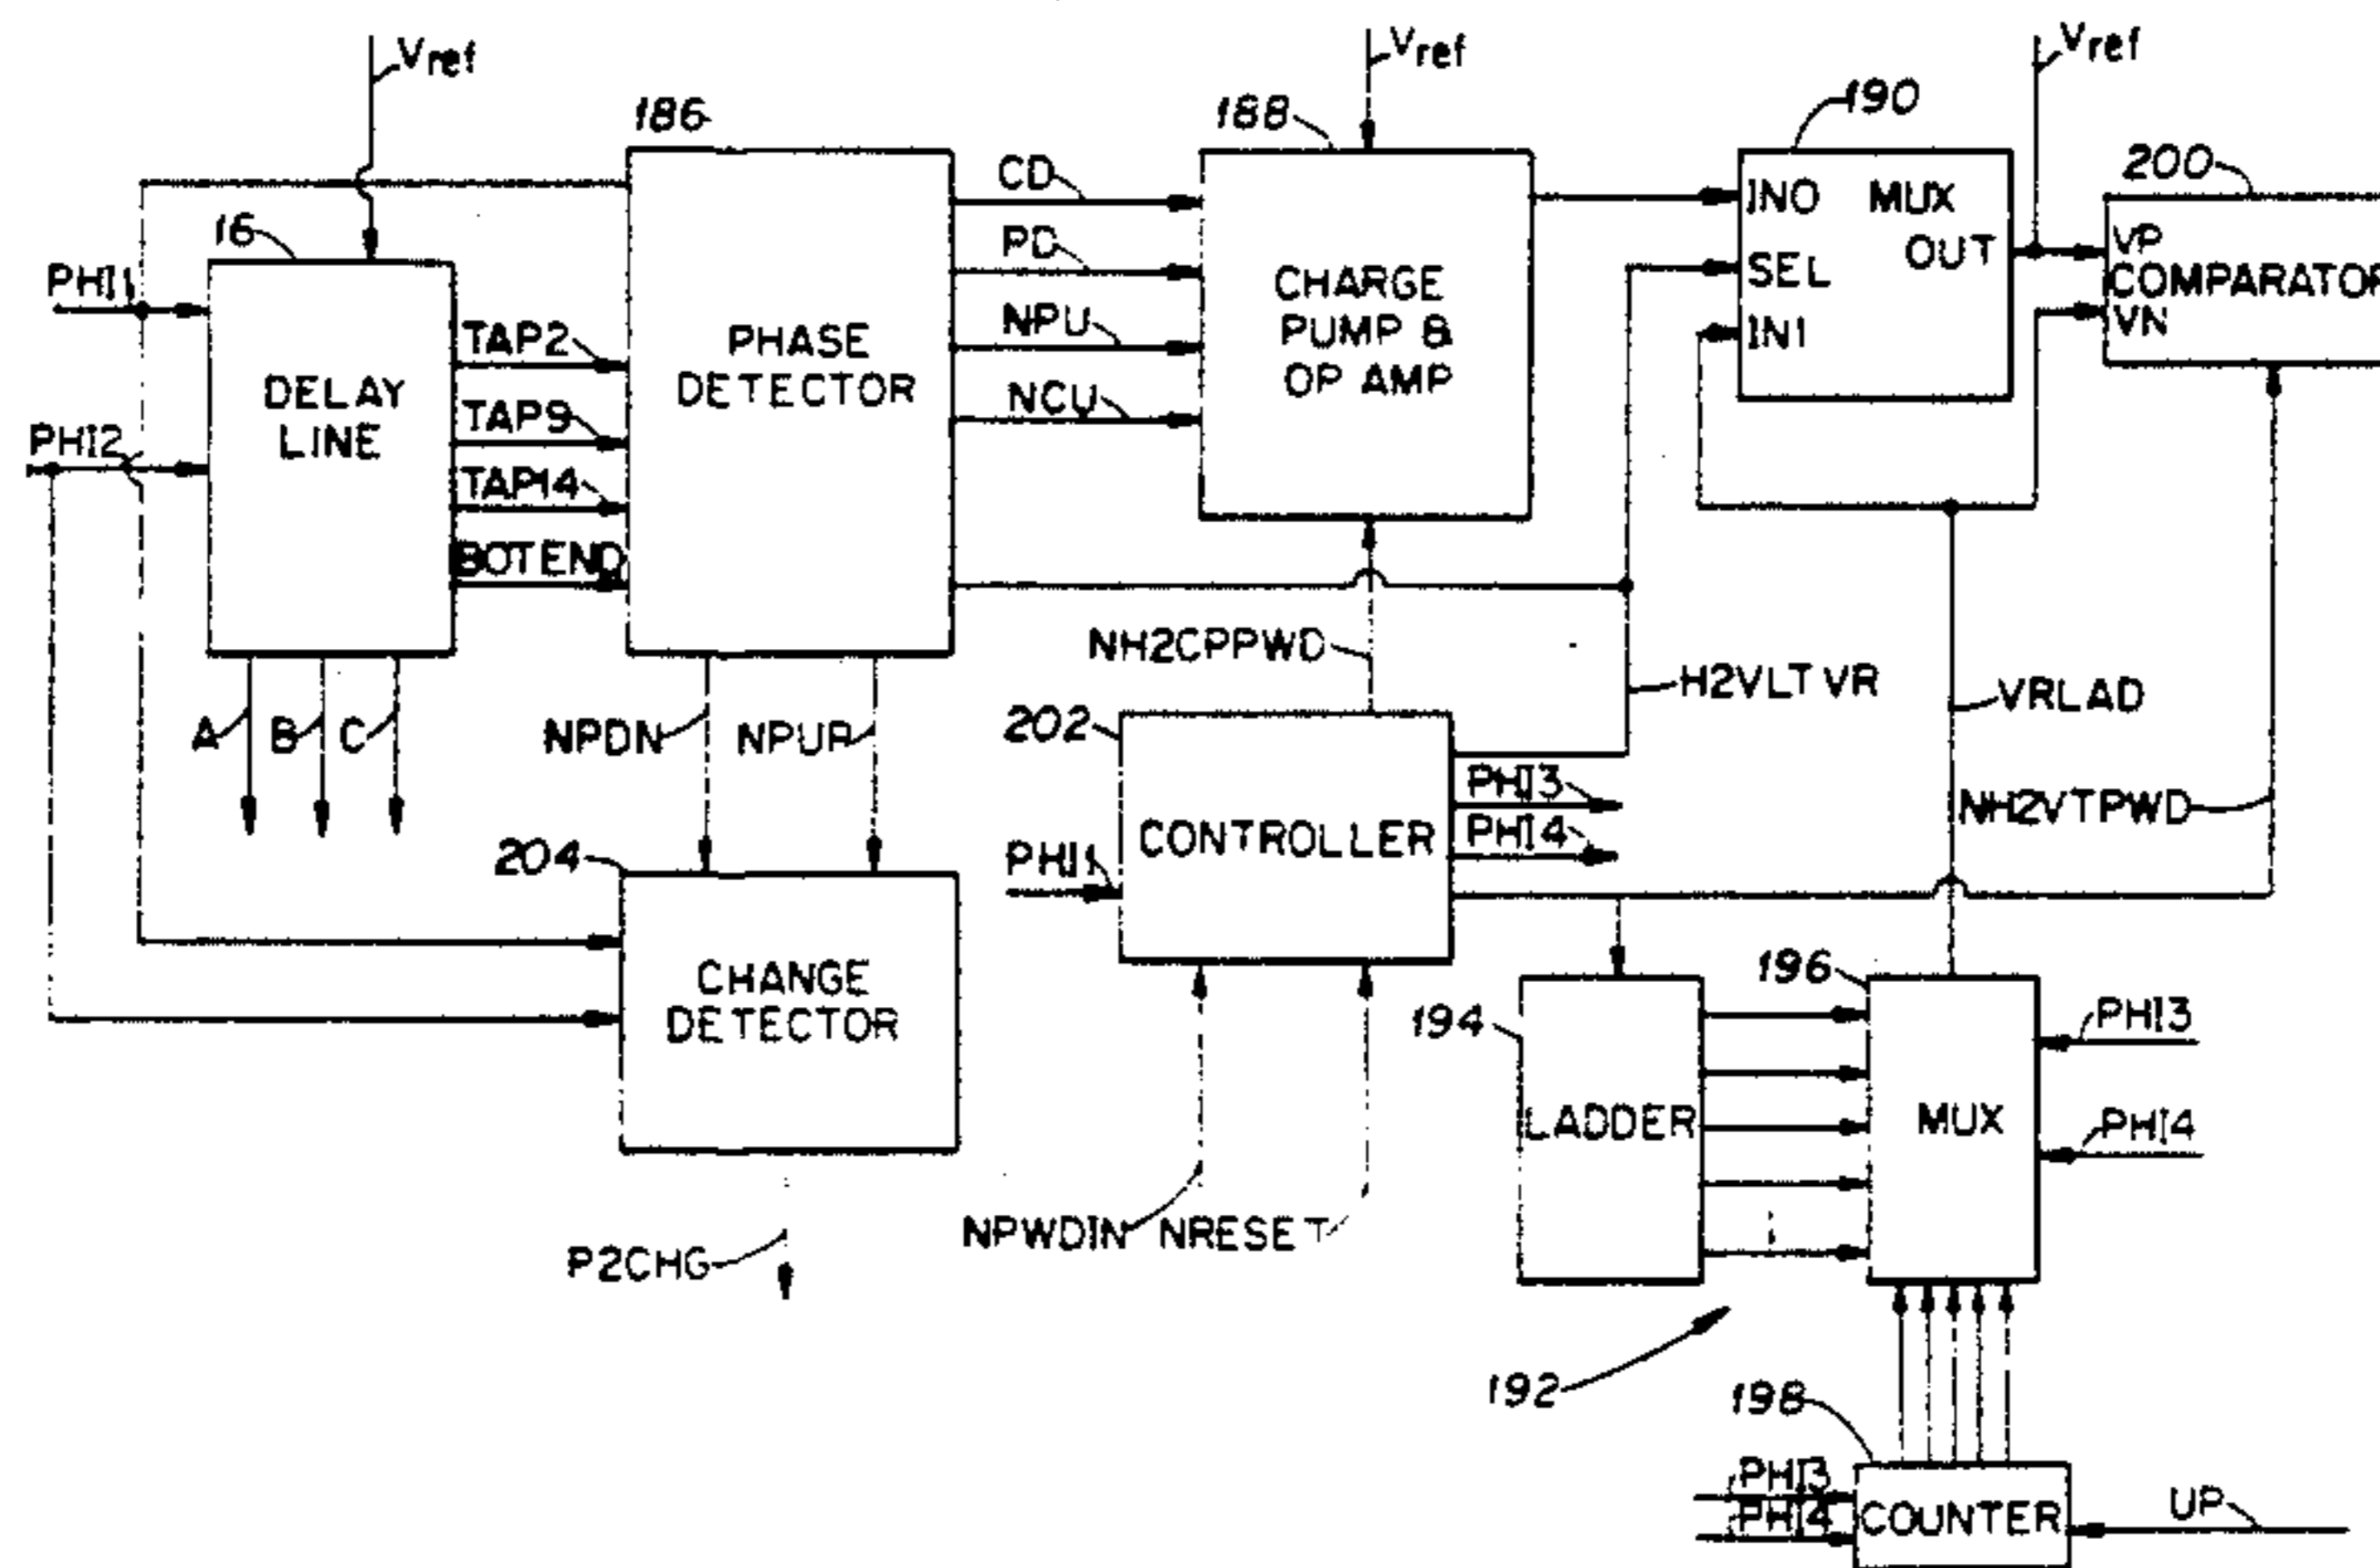 Vref
Vref
Vref
186
188
190
200
16
PHI1
PHI2
DELAY
LINE
TAP2
TAP9
TAP14
BOTEND
PHASE
DETECTOR
CD
PD
NPU
NCU
CHARGE
PUMP &
OP AMP
IN0
MUX
OUT
SEL
IN1
VP
COMPARATOR
VN
A
B
C
NPDN
NPUP
NH2CPPWD
H2VLTVR
VRLAD
NH2VTPWD
202
CONTROLLER
PHI1
PHI3
PHI4
204
CHANGE
DETECTOR
P2CHG
NPWDIN
NRESET
194
LADDER
196
MUX
PHI3
PHI4
192
198
PHI3
PHI4
COUNTER
UP